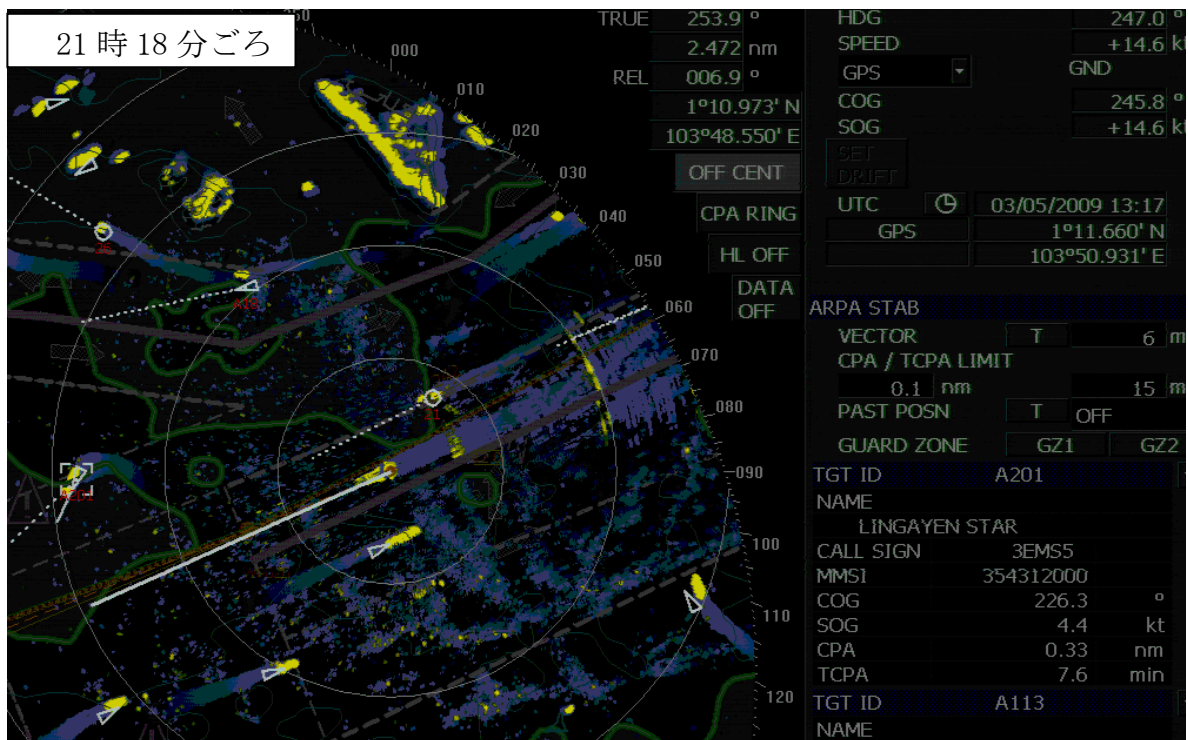 21時18分ごろ
000
010
020
030
040
050
060
070
080
090
100
110
120
TRUE 253.9 °
2.472 nm
REL 006.9 °
1°10.973' N
103°48.550' E
OFF CENT
CPA RING
HL OFF
DATA
OFF
A201
HDG 247.0 °
SPEED +14.6 kt
GPS GND
COG 245.8 °
SOG +14.6 kt
SET
DRIFT
UTC 03/05/2009 13:17
GPS 1°11.660' N
103°50.931' E
ARPA STAB
VECTOR T 6 m
CPA / TCPA LIMIT
0.1 nm 15 m
PAST POSN T OFF
GUARD ZONE GZ1 GZ2
TGT ID A201
NAME
LINGAYEN STAR
CALL SIGN 3EMS5
MMSI 354312000
COG 226.3 °
SOG 4.4 kt
CPA 0.33 nm
TCPA 7.6 min
TGT ID A113
NAME